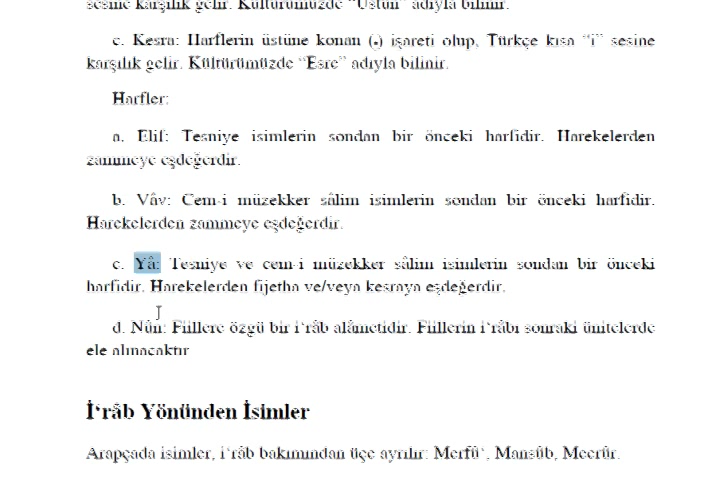 sesine karşılık gelir. Kültürümüzde “Üstün” adıyla bilinir.
c. Kesra: Harflerin üstüne konan (ِ) işareti olup, Türkçe kısa “i” sesine
karşılık gelir. Kültürümüzde “Esre” adıyla bilinir.
Harfler:
a. Elif: Tesniye isimlerin sondan bir önceki harfidir. Harekelerden
zammeye eşdeğerdir.
b. Vâv: Cem-i müzekker sâlim isimlerin sondan bir önceki harfidir.
Harekelerden zammeye eşdeğerdir.
c. Yâ: Tesniye ve cem-i müzekker sâlim isimlerin sondan bir önceki
harfidir. Harekelerden fijetha ve/veya kesraya eşdeğerdir.
d. Nûn: Fiillere özgü bir i‘râb alâmetidir. Fiillerin i‘râbı sonraki ünitelerde
ele alınacaktır
İ‘râb Yönünden İsimler
Arapçada isimler, i‘râb bakımından üçe ayrılır: Merfû‘, Mansûb, Mecrûr.